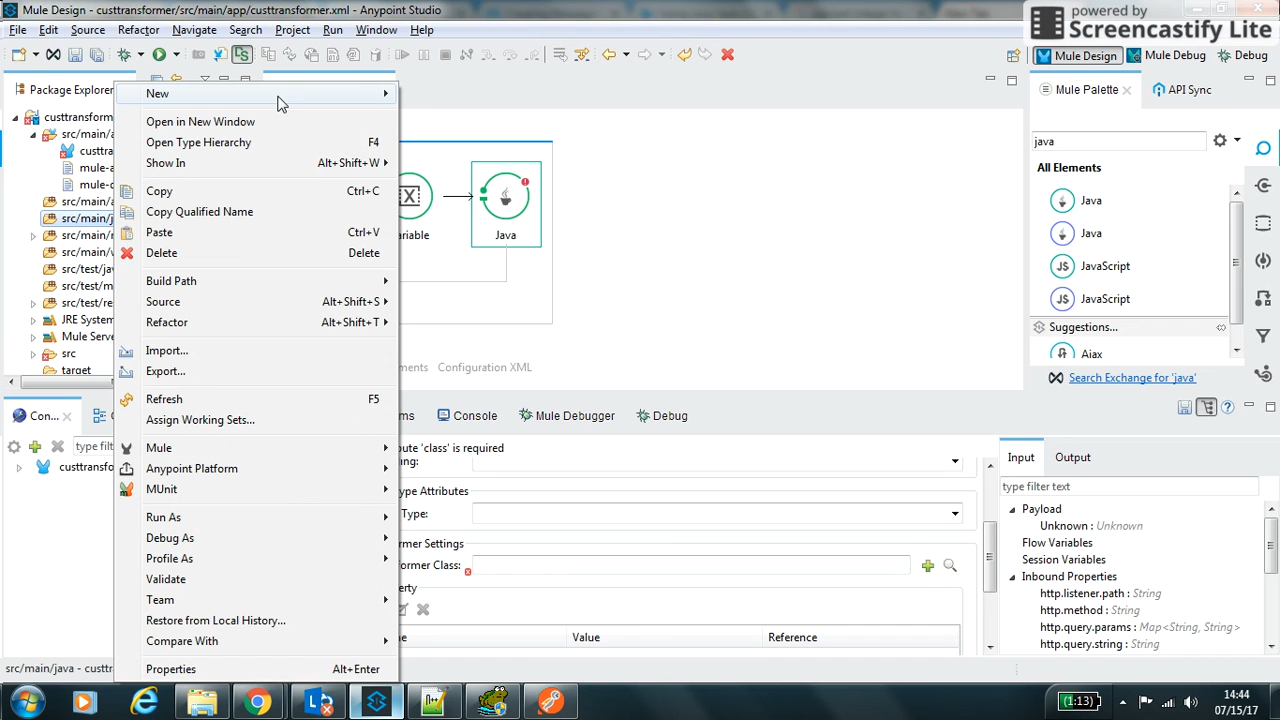 Mule Design - custtransformer/src/main/app/custtransformer.xml - Anypoint Studio
powered by
Screencastify Lite
File Edit Source Refactor Navigate Search Project Run Window Help
Mule Design Mule Debug Debug
Package Explorer
Mule Palette API Sync
custtransformer
src/main/a
custtra
mule-a
mule-d
src/main/a
src/main/j
src/main/r
src/main/
src/test/jav
src/test/m
src/test/re
JRE System
Mule Serve
src
target
New
Open in New Window
Open Type Hierarchy F4
Show In Alt+Shift+W
Copy Ctrl+C
Copy Qualified Name
Paste Ctrl+V
Delete Delete
Build Path
Source Alt+Shift+S
Refactor Alt+Shift+T
Import...
Export...
Refresh F5
Assign Working Sets...
Mule
Anypoint Platform
MUnit
Run As
Debug As
Profile As
Validate
Team
Restore from Local History...
Compare With
Properties Alt+Enter
ariable Java
ments Configuration XML
java
All Elements
Java
Java
JavaScript
JavaScript
Suggestions...
Ajax
Search Exchange for 'java'
Con...
ms Console Mule Debugger Debug
type filt
custtransfo
ute 'class' is required
ng:
ype Attributes
Type:
rmer Settings
ormer Class:
erty
ne Value Reference
Input Output
type filter text
Payload
Unknown : Unknown
Flow Variables
Session Variables
Inbound Properties
http.listener.path : String
http.method : String
http.query.params : Map<String, String>
http.query.string : String
src/main/java - custt
(1:13)
14:44
07/15/17